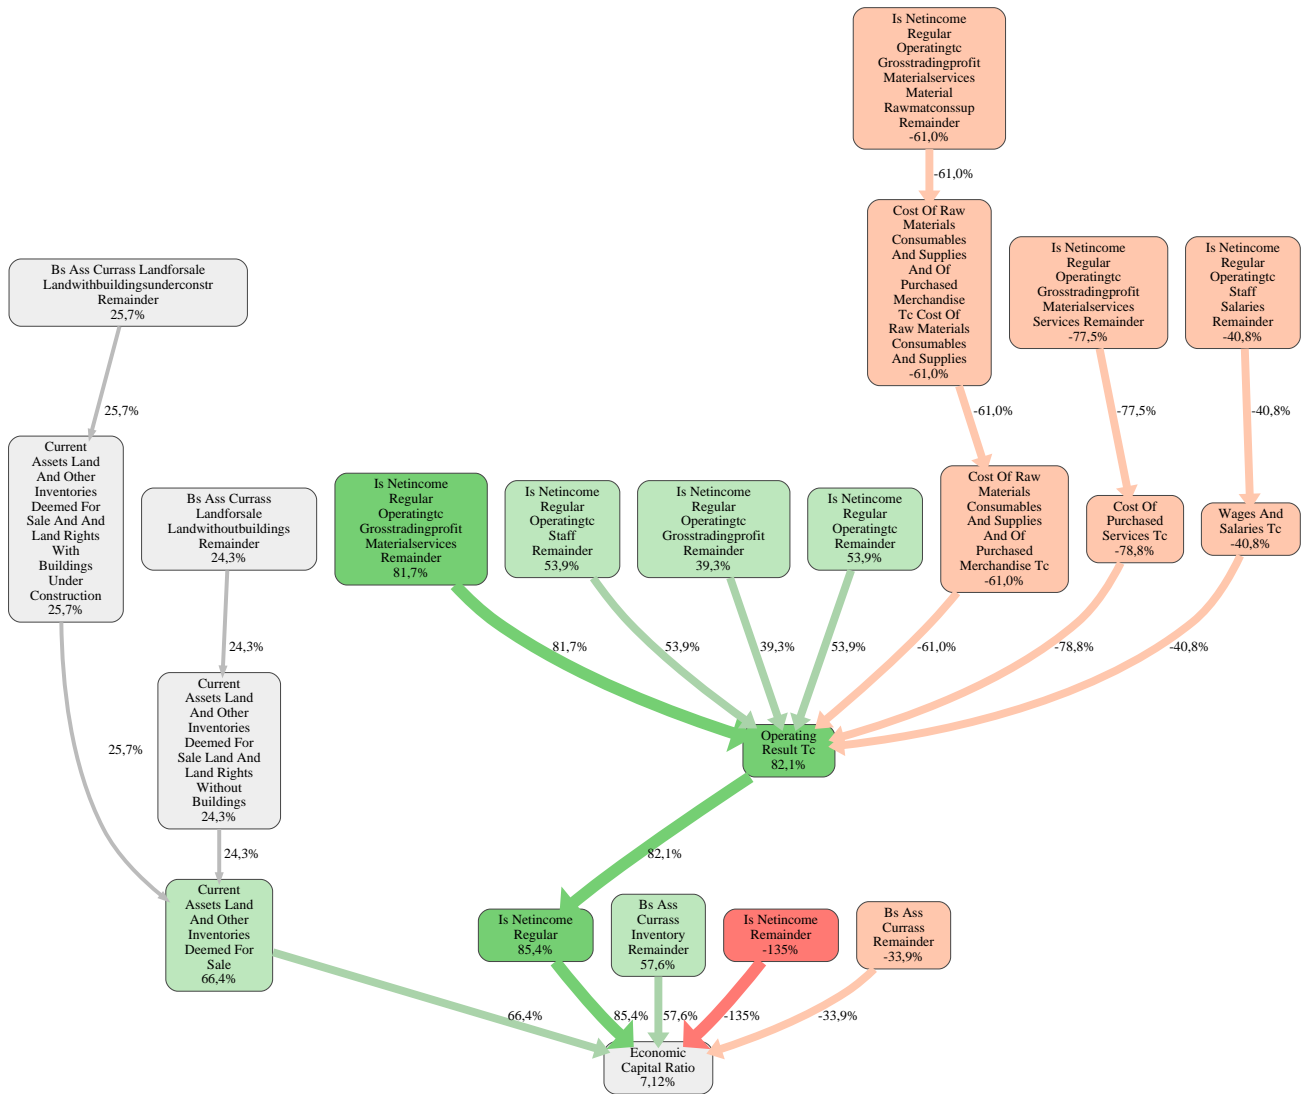 Is Netincome
Regular
Operatingtc
Grosstradingprofit
Materialservices
Material
Rawmatconssup
Remainder
-61,0%
-61,0%
Cost Of Raw
Materials
Consumables
And Supplies
And Of
Purchased
Merchandise
Tc Cost Of
Raw Materials
Consumables
And Supplies
-61,0%
Is Netincome
Regular
Operatingtc
Grosstradingprofit
Materialservices
Services Remainder
-77,5%
Is Netincome
Regular
Operatingtc
Staff
Salaries
Remainder
-40,8%
Bs Ass Currass Landforsale
Landwithbuildingsunderconstr
Remainder
25,7%
25,7%
-61,0%
-77,5%
-40,8%
Current
Assets Land
And Other
Inventories
Deemed For
Sale And And
Land Rights
With
Buildings
Under
Construction
25,7%
Bs Ass Currass
Landforsale
Landwithoutbuildings
Remainder
24,3%
Is Netincome
Regular
Operatingtc
Grosstradingprofit
Materialservices
Remainder
81,7%
Is Netincome
Regular
Operatingtc
Staff
Remainder
53,9%
Is Netincome
Regular
Operatingtc
Grosstradingprofit
Remainder
39,3%
Is Netincome
Regular
Operatingtc
Remainder
53,9%
Cost Of Raw
Materials
Consumables
And Supplies
And Of
Purchased
Merchandise Tc
-61,0%
Cost Of
Purchased
Services Tc
-78,8%
Wages And
Salaries Tc
-40,8%
24,3%
81,7%
53,9%
39,3%
53,9%
-61,0%
-78,8%
-40,8%
Current
Assets Land
And Other
Inventories
Deemed For
Sale Land And
Land Rights
Without
Buildings
24,3%
25,7%
Operating
Result Tc
82,1%
24,3%
82,1%
Current
Assets Land
And Other
Inventories
Deemed For
Sale
66,4%
Is Netincome
Regular
85,4%
Bs Ass
Currass
Inventory
Remainder
57,6%
Is Netincome
Remainder
-135%
Bs Ass
Currass
Remainder
-33,9%
66,4%
85,4%
57,6%
-135%
-33,9%
Economic
Capital Ratio
7,12%